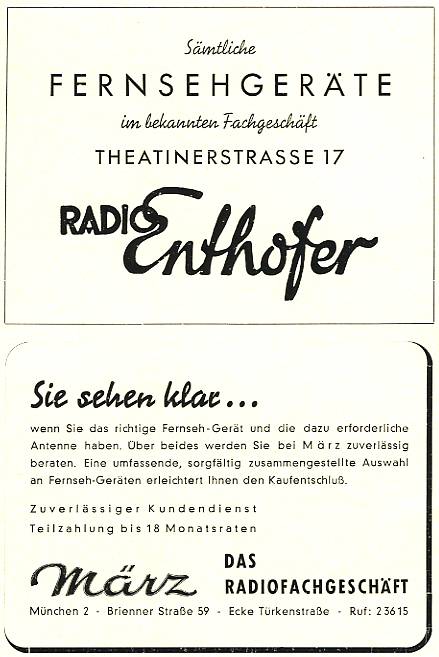 Sämtliche
FERNSEHGERÄTE
im bekannten Fachgeschäft
THEATINERSTRASSE 17
RADIO Enthofer
Sie sehen klar...
wenn Sie das richtige Fernseh-Gerät und die dazu erforderliche
Antenne haben. Über beides werden Sie bei März zuverlässig
beraten. Eine umfassende, sorgfältig zusammengestellte Auswahl
an Fernseh-Geräten erleichtert Ihnen den Kaufentschluß.
Zuverlässiger Kundendienst
Teilzahlung bis 18 Monatsraten
März DAS
RADIOFACHGESCHÄFT
München 2 - Brienner Straße 59 - Ecke Türkenstraße - Ruf: 23615